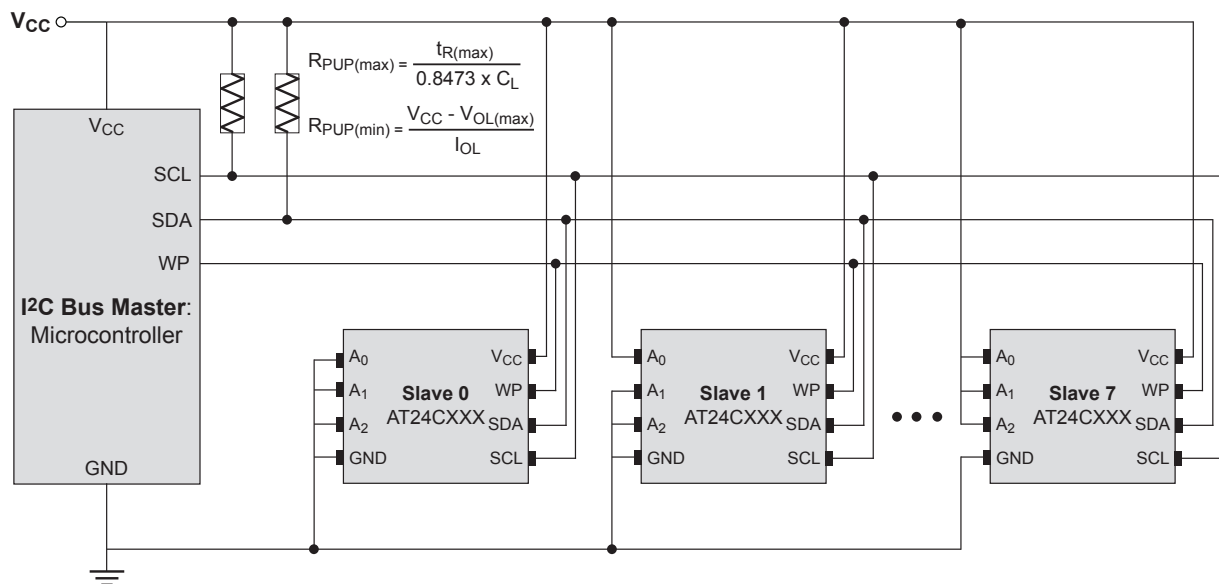 VCC
RPUP(max) = tR(max)
0.8473 x CL
RPUP(min) = VCC - VOL(max)
IOL
VCC
SCL
SDA
WP
I2C Bus Master:
Microcontroller
GND
A0
A1
A2
GND
Slave 0
AT24CXXX
VCC
WP
SDA
SCL
A0
A1
A2
GND
Slave 1
AT24CXXX
VCC
WP
SDA
SCL
A0
A1
A2
GND
Slave 7
AT24CXXX
VCC
WP
SDA
SCL